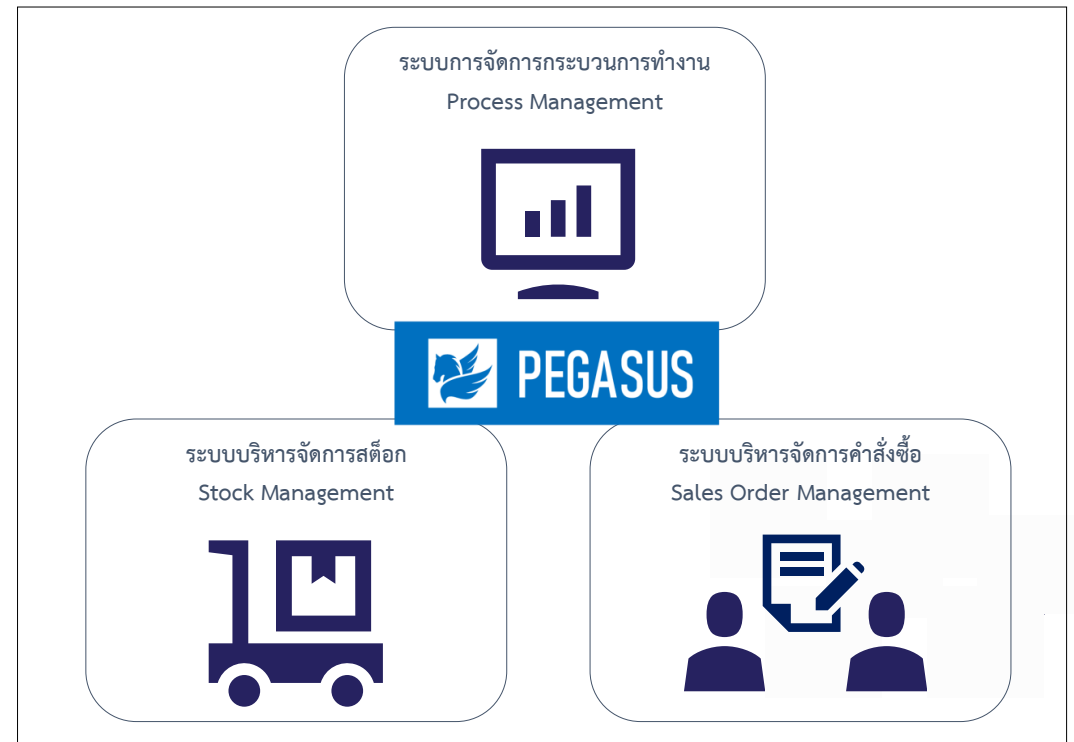 ระบบการจัดการกระบวนการทำงาน
Process Management
PEGASUS
ระบบบริหารจัดการสต็อก
Stock Management
ระบบบริหารจัดการคำสั่งซื้อ
Sales Order Management